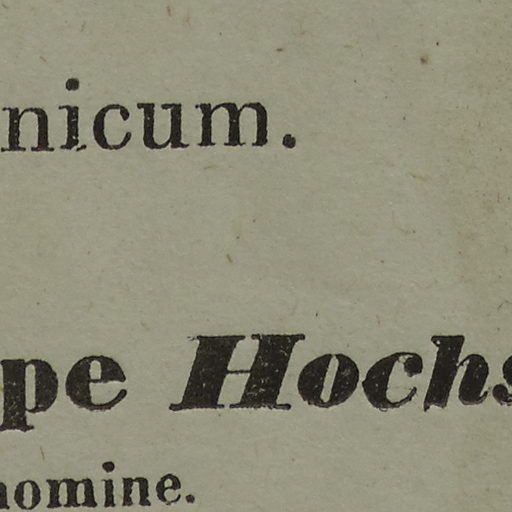 nicum.
pe Hochs
nomine.